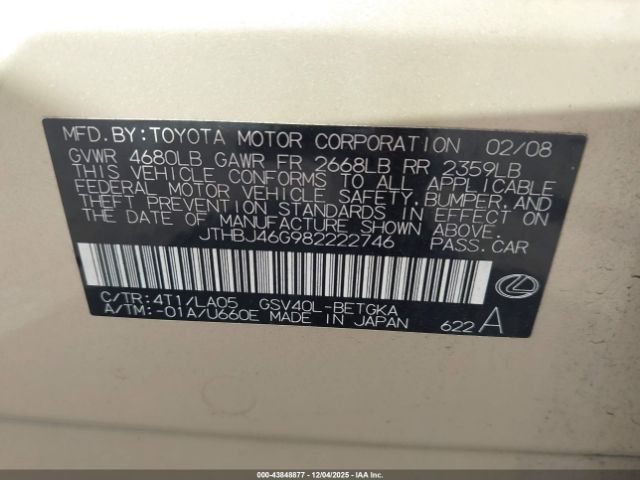 MFD. BY: TOYOTA MOTOR CORPORATION 02/08
GVWR 4680LB GAWR FR 2668LB RR 2359LB
THIS VEHICLE CONFORMS TO ALL APPLICABLE
FEDERAL MOTOR VEHICLE SAFETY, BUMPER, AND
THEFT PREVENTION STANDARDS IN EFFECT ON
THE DATE OF MANUFACTURE SHOWN ABOVE.
JTHBJ46G982222746 PASS. CAR
C/TR: 4T1/LA05 GSV40L-BETGKA
A/TM: -01A/U660E MADE IN JAPAN 622 A
000-43848877 - 12/04/2025 - IAAI.CA